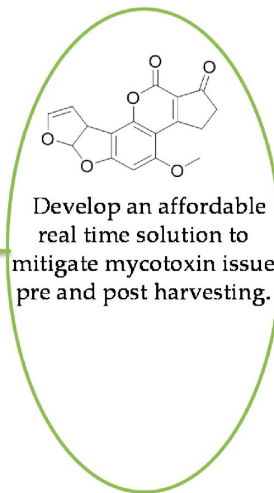 O
O
O
O
O
O
Develop an affordable
real time solution to
mitigate mycotoxin issue
pre and post harvesting.